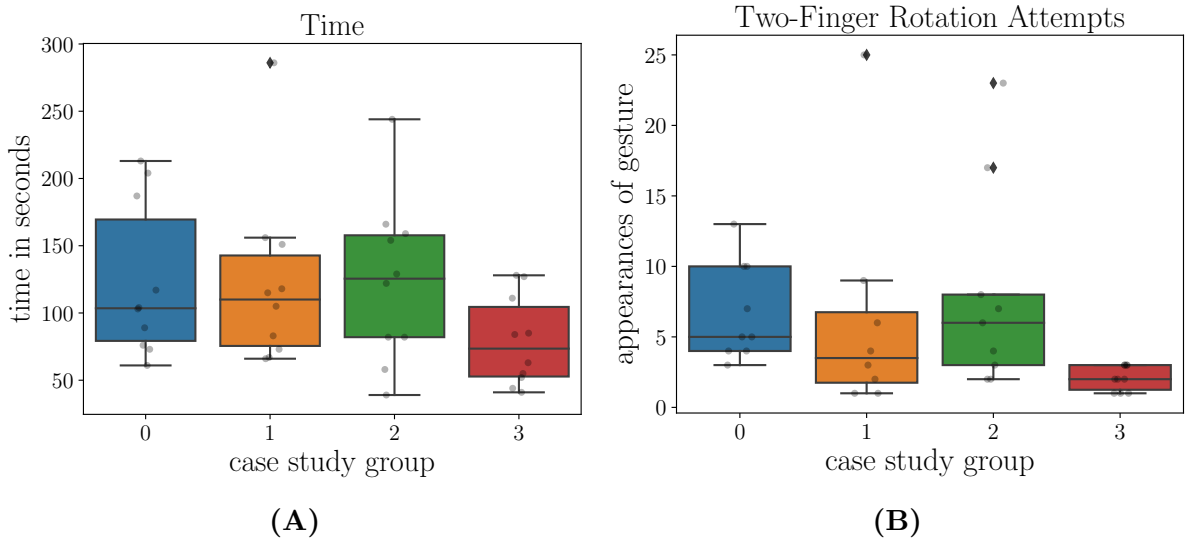 Time
time in seconds
300
250
200
150
100
50
0 1 2 3
case study group
(A)
Two-Finger Rotation Attempts
appearances of gesture
25
20
15
10
5
0
0 1 2 3
case study group
(B)